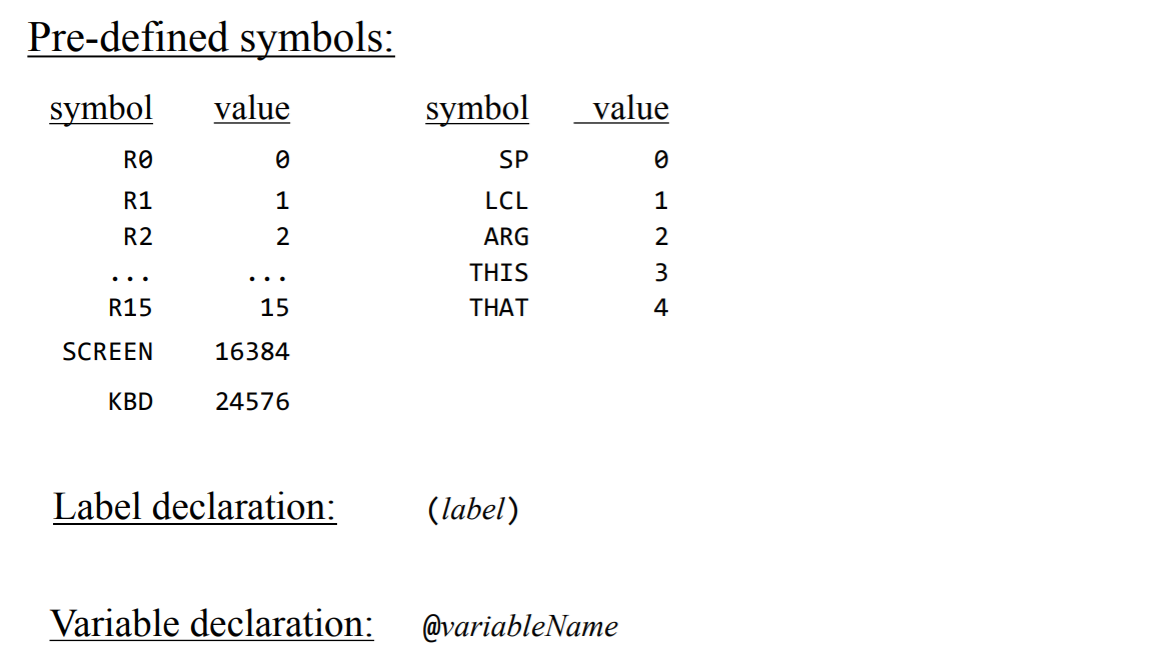 Pre-defined symbols:
symbol value symbol value
R0 0 SP 0
R1 1 LCL 1
R2 2 ARG 2
... ... THIS 3
R15 15 THAT 4
SCREEN 16384
KBD 24576
Label declaration: (label)
Variable declaration: @variableName